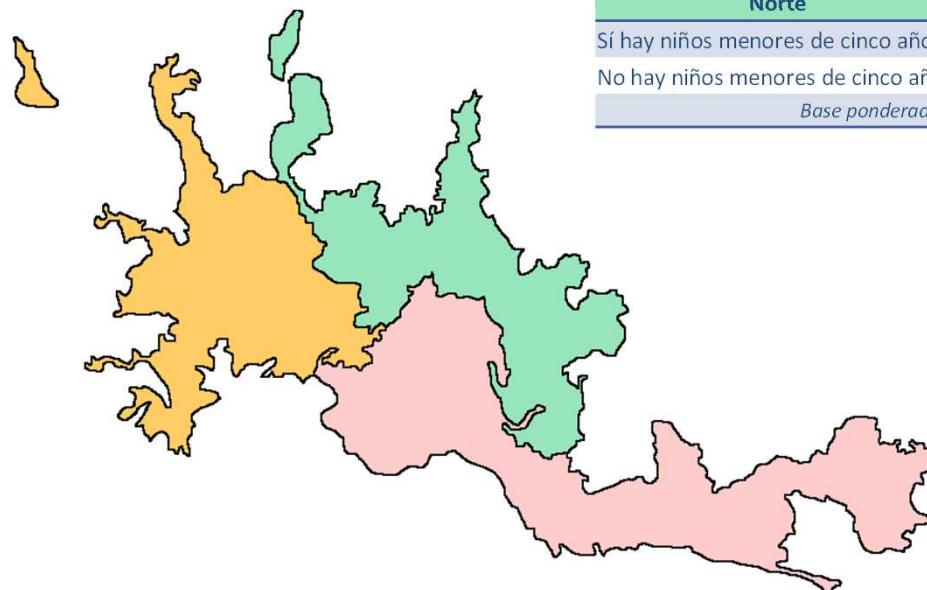 Norte
Sí hay niños menores de cinco
No hay niños menores de cinco
Base